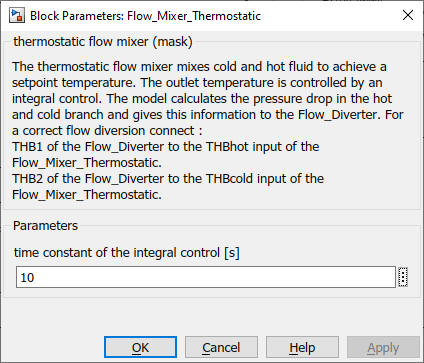 Block Parameters: Flow_Mixer_Thermostatic
thermostatic flow mixer (mask)
The thermostatic flow mixer mixes cold and hot fluid to achieve a
setpoint temperature. The outlet temperature is controlled by an
integral control. The model calculates the pressure drop in the hot
and cold branch and gives this information to the Flow_Diverter. For
a correct flow diversion connect :
THB1 of the Flow_Diverter to the THBhot input of the
Flow_Mixer_Thermostatic.
THB2 of the Flow_Diverter to the THBcold input of the
Flow_Mixer_Thermostatic.
Parameters
time constant of the integral control [s]
10
OK Cancel Help Apply